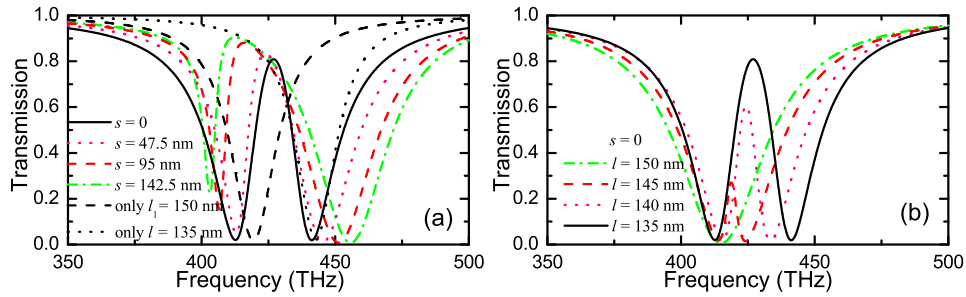 Transmission
1.0
0.8
0.6
0.4
0.2
0.0
s = 0
s = 47.5 nm
s = 95 nm
s = 142.5 nm
only l₁= 150 nm
only l = 135 nm
(a)
350 400 450 500
Frequency (THz)
Transmission
1.0
0.8
0.6
0.4
0.2
0.0
s = 0
l = 150 nm
l = 145 nm
l = 140 nm
l = 135 nm
(b)
350 400 450 500
Frequency (THz)